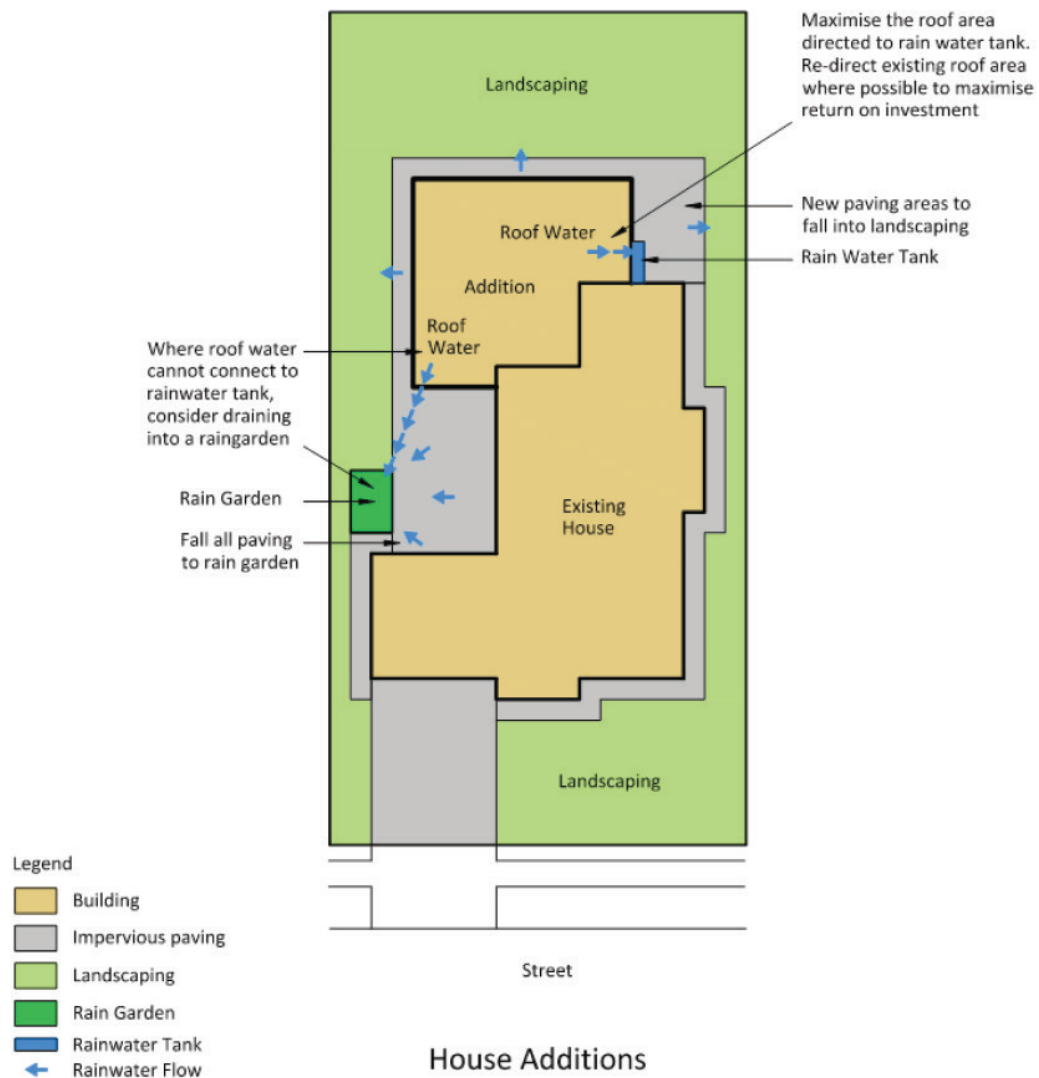 Maximise the roof area
directed to rain water tank.
Re-direct existing roof area
where possible to maximise
return on investment
Landscaping
New paving areas to
fall into landscaping
Rain Water Tank
Roof Water
Addition
Roof
Water
Where roof water
cannot connect to
rainwater tank,
consider draining
into a raingarden
Rain Garden
Existing
House
Fall all paving
to rain garden
Landscaping
Legend
Building
Impervious paving
Landscaping
Rain Garden
Rainwater Tank
Rainwater Flow
Street
House Additions